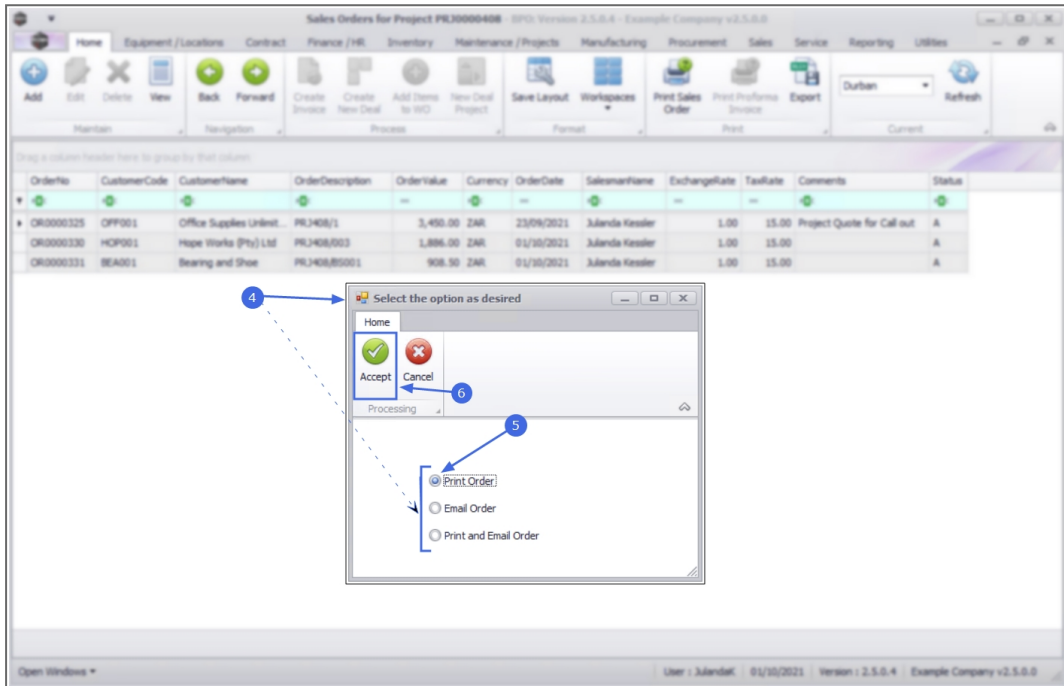 Sales Orders for Project PRJ0000408 - BPO: Version 2.5.0.4 - Example Company v2.5.0.0
Home Equipment / Locations Contract Finance / HR Inventory Maintenance / Projects Manufacturing Procurement Sales Service Reporting Utilities
Add Edit Delete View Back Forward Create Invoice Create New Deal Add Items to WO New Deal Project Save Layout Workspaces Print Sales Order Print Proforma Invoice Export Durban Refresh
Maintain Navigation Process Format Print Current
Drag a column header here to group by that column
OrderNo CustomerCode CustomerName OrderDescription OrderValue Currency OrderDate SalesmanName ExchangeRate TaxRate Comments Status
OR0000325 OFF001 Office Supplies Unlimit... PRJ408/1 3,450.00 ZAR 23/09/2021 Julanda Kessler 1.00 15.00 Project Quote for Call out A
OR0000330 HOP001 Hope Works (Pty) Ltd PRJ408/003 1,886.00 ZAR 01/10/2021 Julanda Kessler 1.00 15.00 A
OR0000331 BEA001 Bearing and Shoe PRJ408/BS001 908.50 ZAR 01/10/2021 Julanda Kessler 1.00 15.00 A
4
Select the option as desired
Home
Accept Cancel
6
Processing
5
Print Order
Email Order
Print and Email Order
Open Windows
User : JulandaK 01/10/2021 Version : 2.5.0.4 Example Company v2.5.0.0